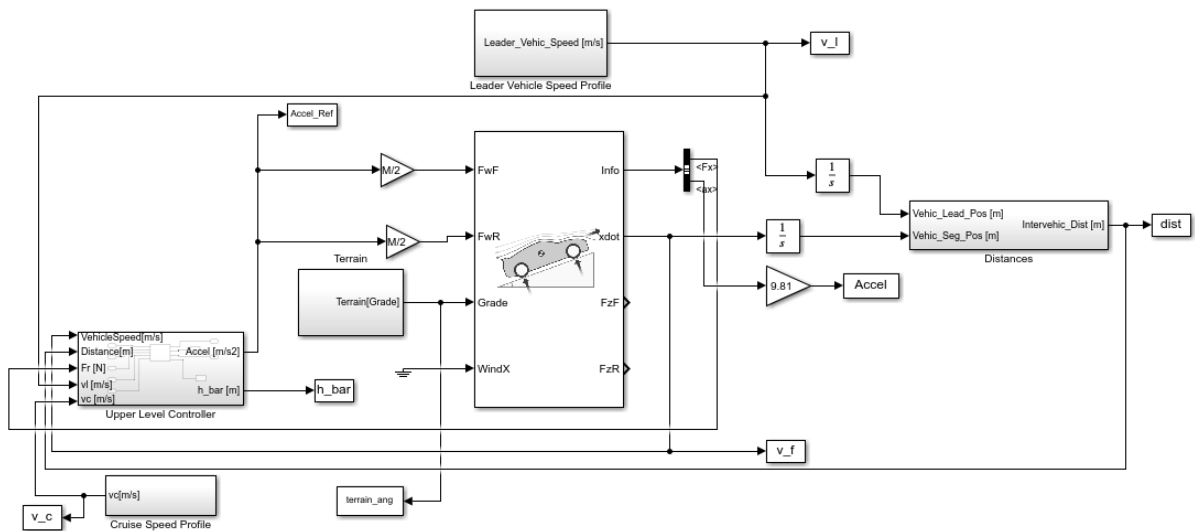 Leader_Vehic_Speed [m/s]
v_l
Leader Vehicle Speed Profile
Accel_Ref
M/2
FwF
Info
<Fx>
<ax>
1
s
Vehic_Lead_Pos [m]
Intervehic_Dist [m]
dist
Vehic_Seg_Pos [m]
Distances
M/2
FwR
xdot
1
s
Terrain
Terrain[Grade]
Grade
FzF
9.81
Accel
VehicleSpeed[m/s]
Distance[m]
Accel [m/s2]
Fr [N]
vl [m/s]
h_bar [m]
vc [m/s]
Upper Level Controller
h_bar
WindX
FzR
v_f
vc[m/s]
terrain_ang
v_c
Cruise Speed Profile